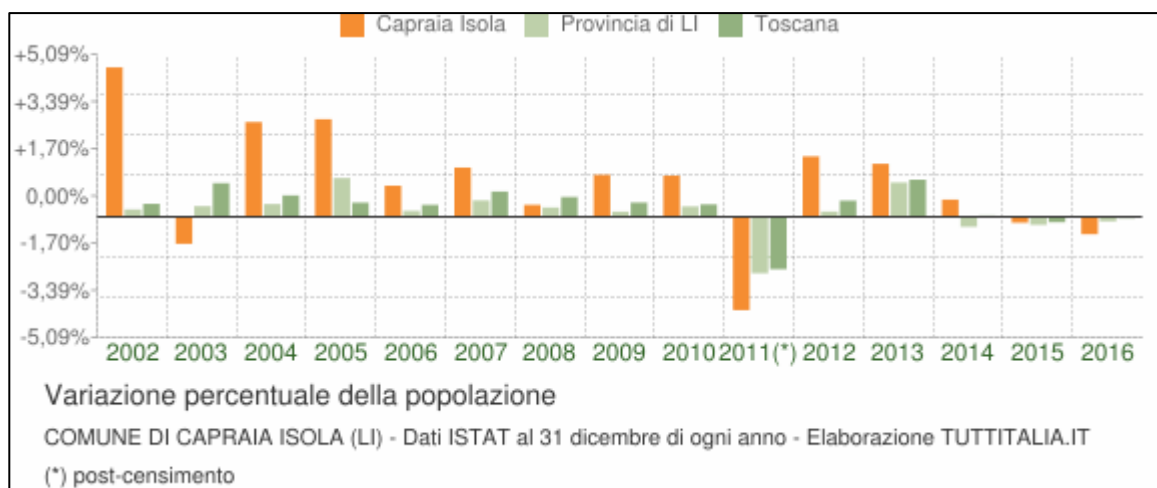 Capraia Isola Provincia di LI Toscana
+5,09%
+3,39%
+1,70%
0,00%
-1,70%
-3,39%
-5,09%
2002 2003 2004 2005 2006 2007 2008 2009 2010 2011(*) 2012 2013 2014 2015 2016
Variazione percentuale della popolazione
COMUNE DI CAPRAIA ISOLA (LI) - Dati ISTAT al 31 dicembre di ogni anno - Elaborazione TUTTITALIA.IT
(*) post-censimento